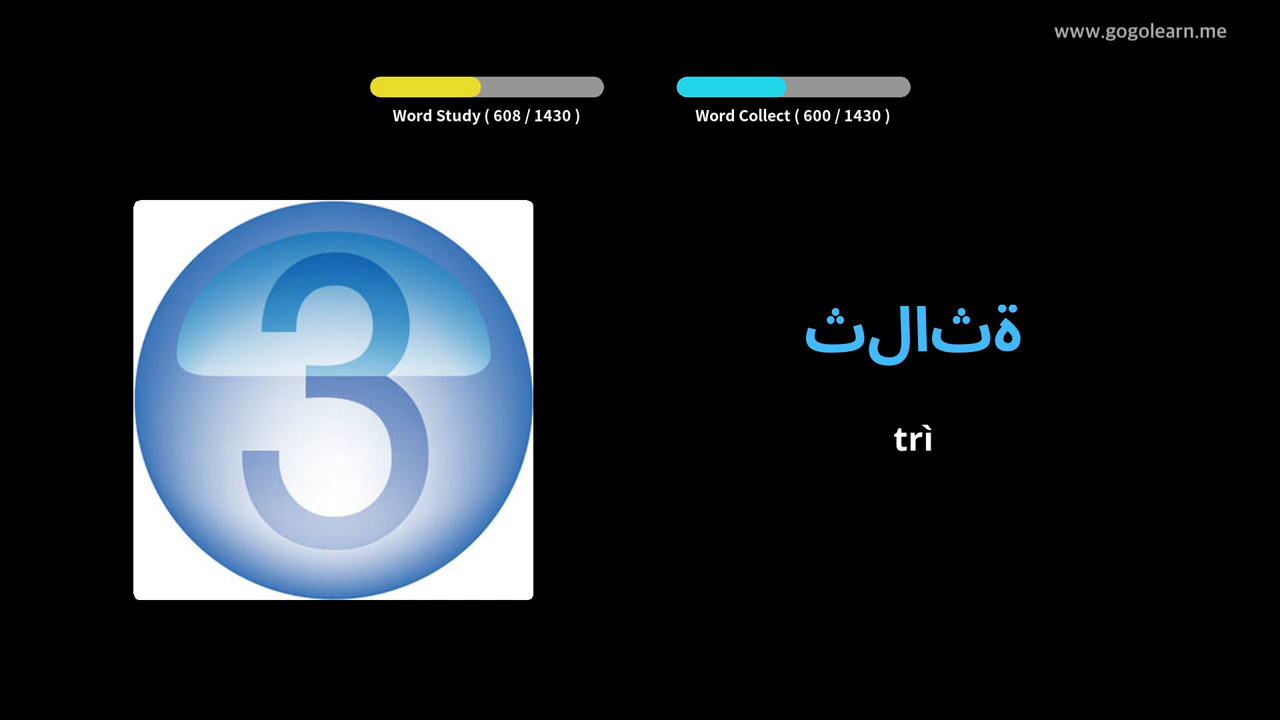 www.gogolearn.me
Word Study ( 608 / 1430 )
Word Collect ( 600 / 1430 )
3
ثلاثة
trì